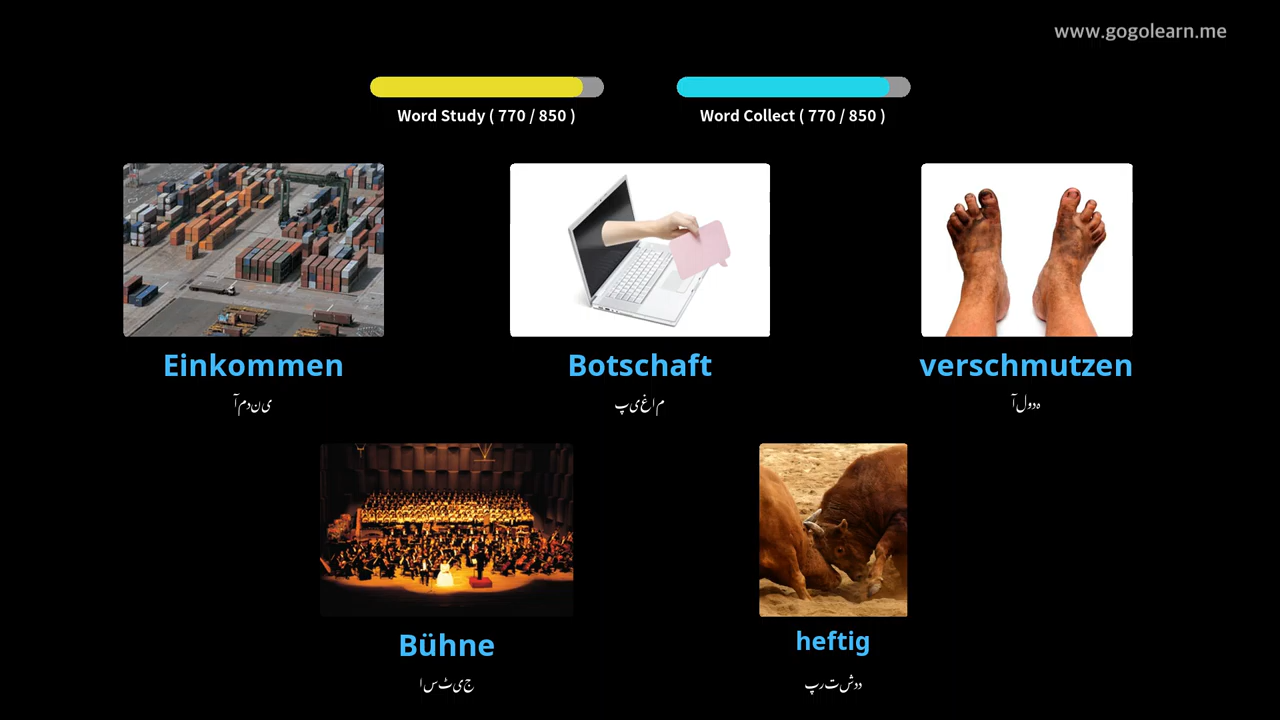 www.gogolearn.me
Word Study ( 770 / 850 )
Word Collect ( 770 / 850 )
Einkommen
آمدنی
Botschaft
پیغام
verschmutzen
آلودہ
Bühne
اسٹیج
heftig
پرتشدد